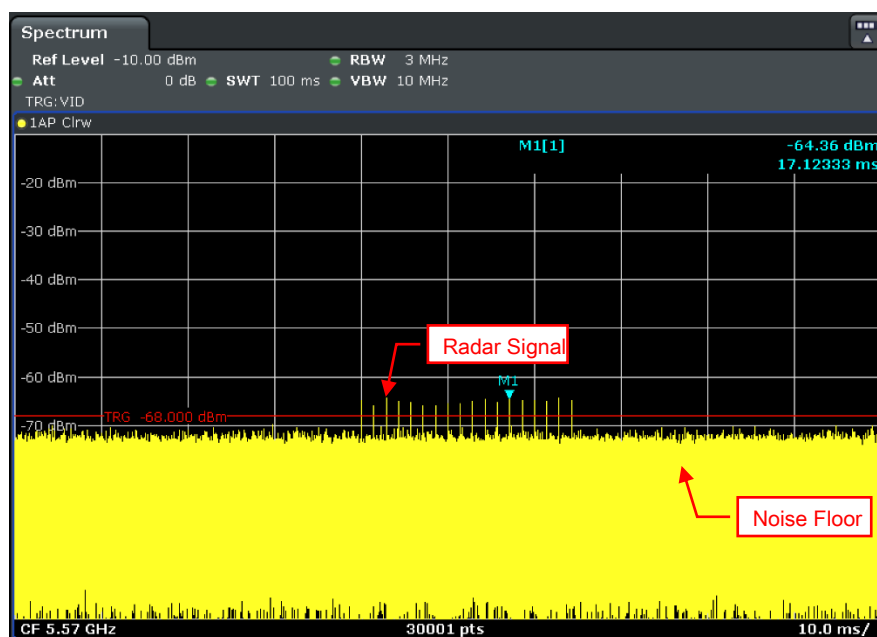 Spectrum
Ref Level -10.00 dBm RBW 3 MHz
Att 0 dB SWT 100 ms VBW 10 MHz
TRG:VID
1AP Clrw
M1[1] -64.36 dBm
17.12333 ms
-20 dBm
-30 dBm
-40 dBm
-50 dBm
Radar Signal
-60 dBm
M1
TRG -68.000 dBm
-70 dBm
Noise Floor
CF 5.57 GHz 30001 pts 10.0 ms/